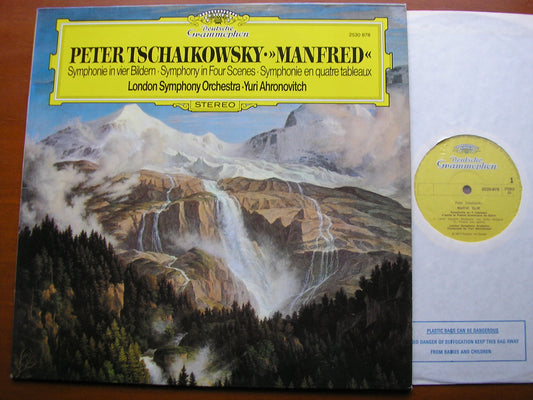 Deutsche
Grammophon
2530 878
PETER TSCHAIKOWSKY·»MANFRED«
Symphonie in vier Bildern · Symphony in Four Scenes · Symphonie en quatre tableaux
London Symphony Orchestra·Yuri Ahronovitch
STEREO
Deutsche
Grammophon
1
2530 878
PLASTIC BAGS CAN BE DANGEROUS
DANGER OF SUFFOCATION KEEP THIS BAG AWAY
FROM BABIES AND CHILDREN